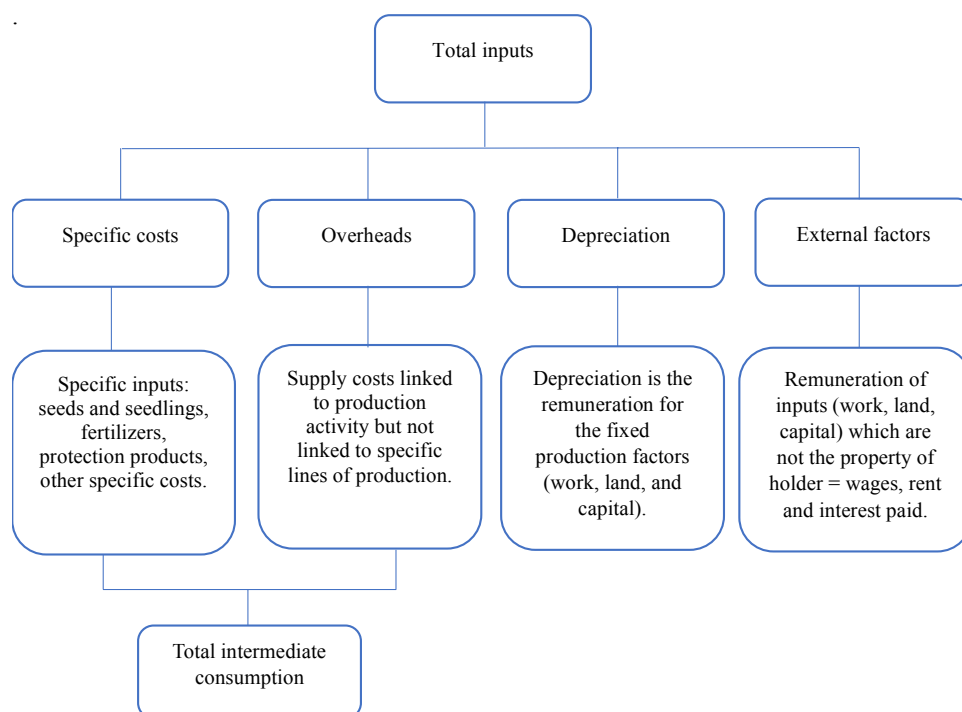 .
Total inputs
Specific costs
Overheads
Depreciation
External factors
Specific inputs:
seeds and seedlings,
fertilizers,
protection products,
other specific costs.
Supply costs linked
to production
activity but not
linked to specific
lines of production.
Depreciation is the
remuneration for
the fixed
production factors
(work, land, and
capital).
Remuneration of
inputs (work, land,
capital) which are
not the property of
holder = wages, rent
and interest paid.
Total intermediate
consumption